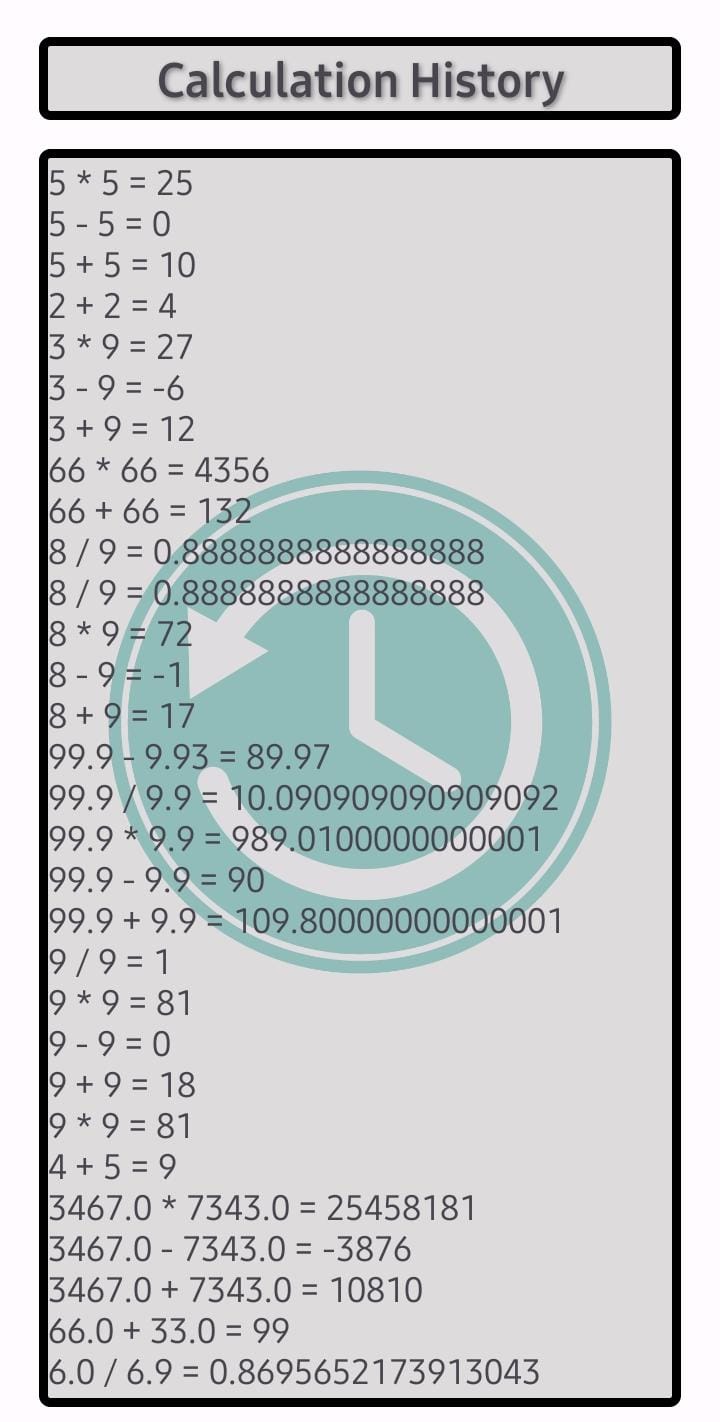 Calculation History
5 * 5 = 25
5 - 5 = 0
5 + 5 = 10
2 + 2 = 4
3 * 9 = 27
3 - 9 = -6
3 + 9 = 12
66 * 66 = 4356
66 + 66 = 132
8 / 9 = 0.8888888888888888
8 / 9 = 0.8888888888888888
8 * 9 = 72
8 - 9 = -1
8 + 9 = 17
99.9 - 9.93 = 89.97
99.9 / 9.9 = 10.090909090909092
99.9 * 9.9 = 989.0100000000001
99.9 - 9.9 = 90
99.9 + 9.9 = 109.80000000000001
9 / 9 = 1
9 * 9 = 81
9 - 9 = 0
9 + 9 = 18
9 * 9 = 81
4 + 5 = 9
3467.0 * 7343.0 = 25458181
3467.0 - 7343.0 = -3876
3467.0 + 7343.0 = 10810
66.0 + 33.0 = 99
6.0 / 6.9 = 0.8695652173913043